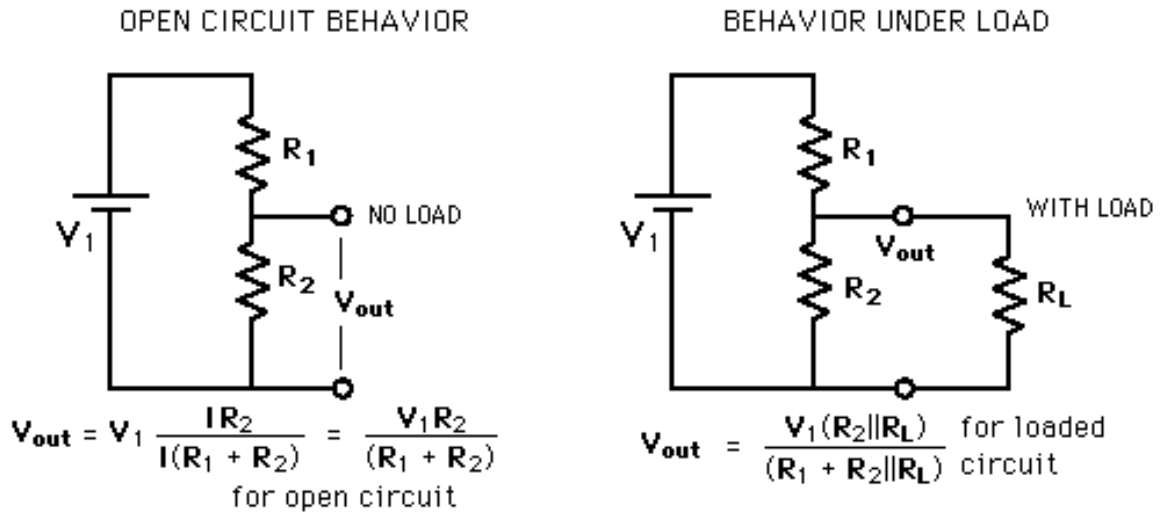 OPEN CIRCUIT BEHAVIOR
V1
R1
NO LOAD
R2
Vout
Vout = V1 IR2 / I(R1 + R2) = V1R2 / (R1 + R2)
for open circuit
BEHAVIOR UNDER LOAD
V1
R1
WITH LOAD
Vout
R2
RL
Vout = V1(R2||RL) / (R1 + R2||RL) for loaded
circuit